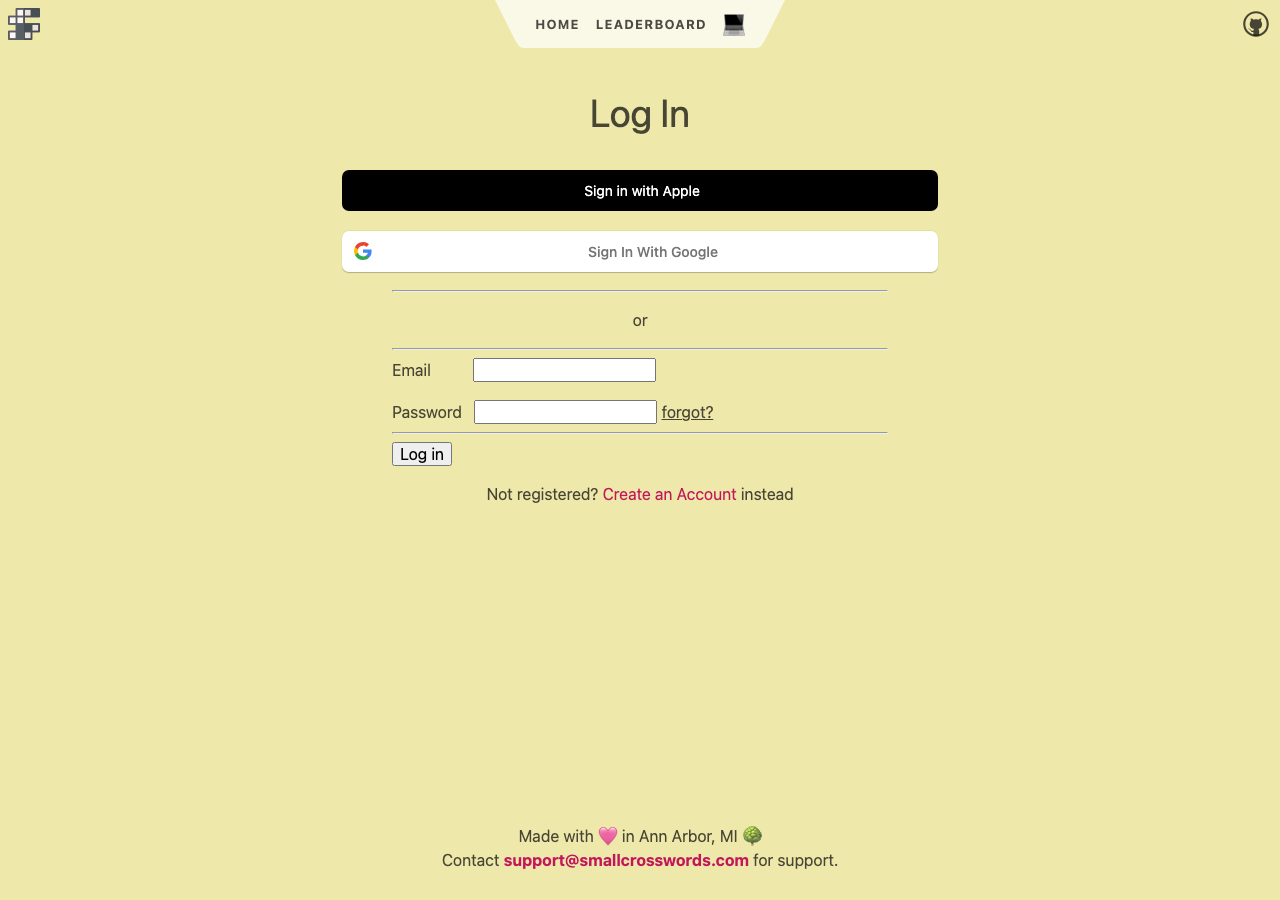 HOME LEADERBOARD
Log In
Sign in with Apple
Sign In With Google
or
Email
Password forgot?
Log in
Not registered? Create an Account instead
Made with 🩷 in Ann Arbor, MI 🌳
Contact support@smallcrosswords.com for support.